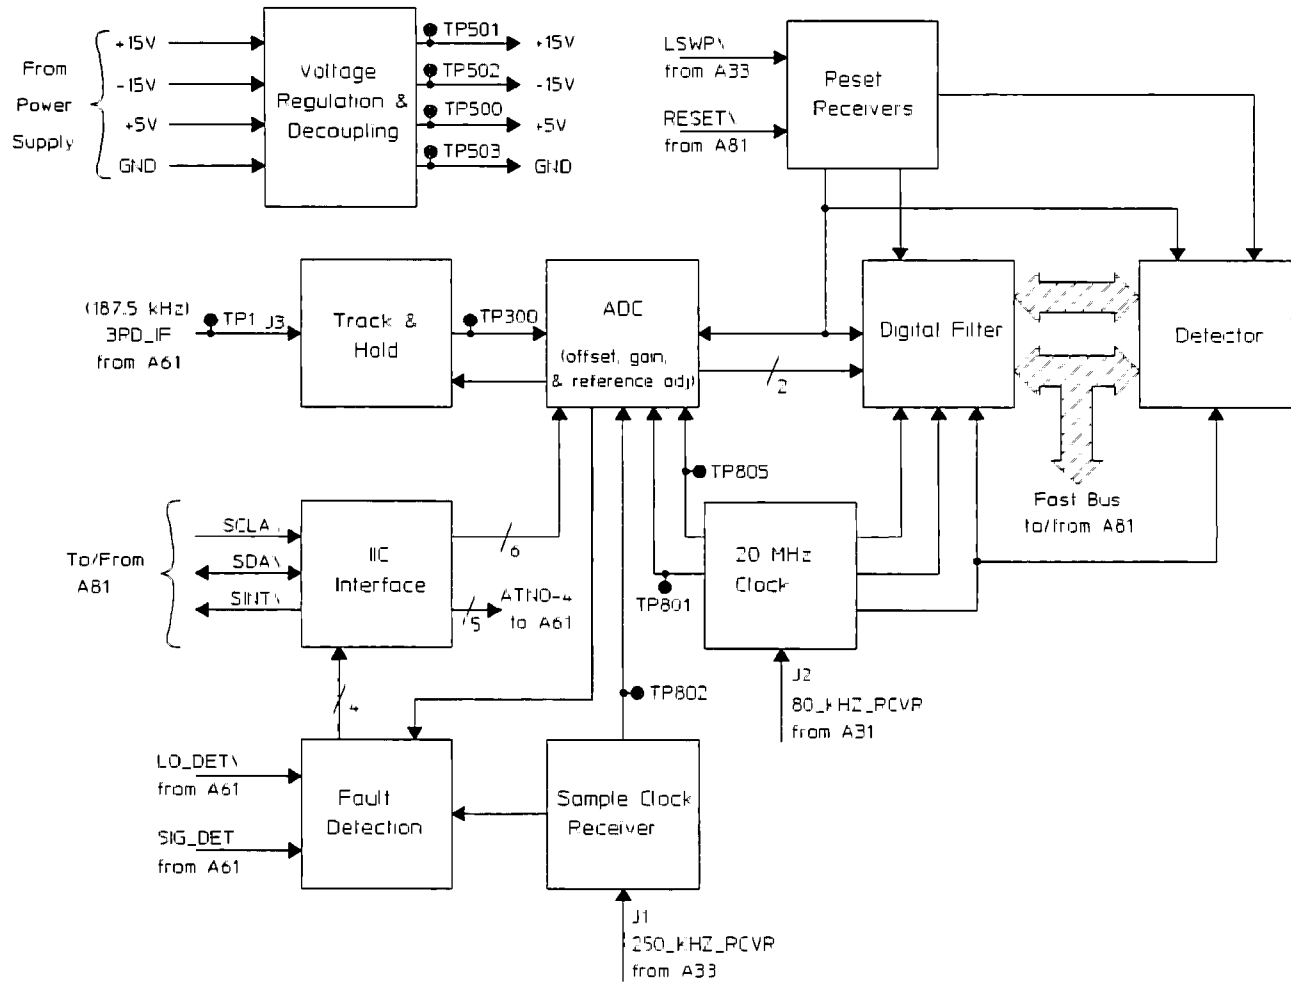 From
Power
Supply
+15V
-15V
+5V
GND
Voltage
Regulation &
Decoupling
TP501
+15V
TP502
-15V
TP500
+5V
TP503
GND
LSWP\
from A33
RESET\
from A81
Reset
Receivers
(187.5 kHz)
3PD_IF
from A61
TP1
J3
Track &
Hold
TP300
ADC
(offset, gain,
& reference adj)
2
Digital Filter
Detector
Fast Bus
to/from A81
To/From
A81
SCLA\
SDA\
SINT\
IIC
Interface
6
5
ATN0-4
to A61
TP805
TP801
20 MHz
Clock
J2
80_kHZ_RCVR
from A31
4
TP802
LO_DET\
from A61
SIG_DET
from A61
Fault
Detection
Sample Clock
Receiver
J1
250_kHZ_RCVR
from A33